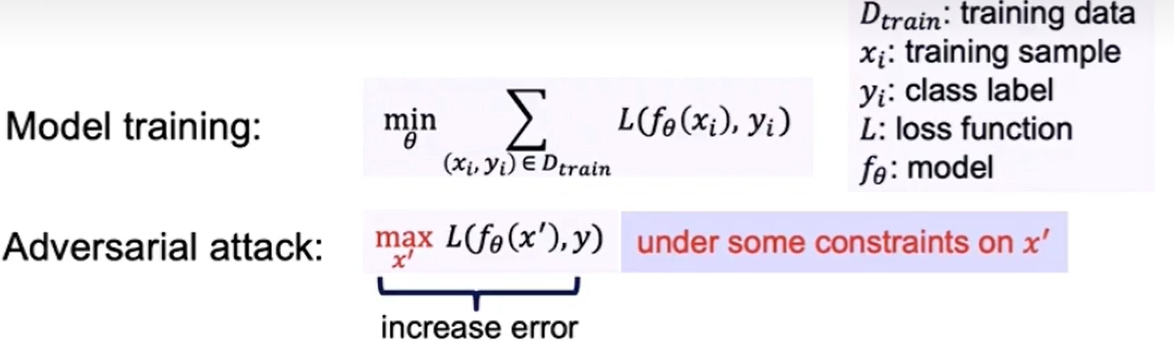 D_train: training data
x_i: training sample
y_i: class label
L: loss function
f_θ: model
Model training: min_θ ∑_{(x_i, y_i) ∈ D_train} L(f_θ(x_i), y_i)
Adversarial attack: max_{x'} L(f_θ(x'), y) under some constraints on x'
increase error